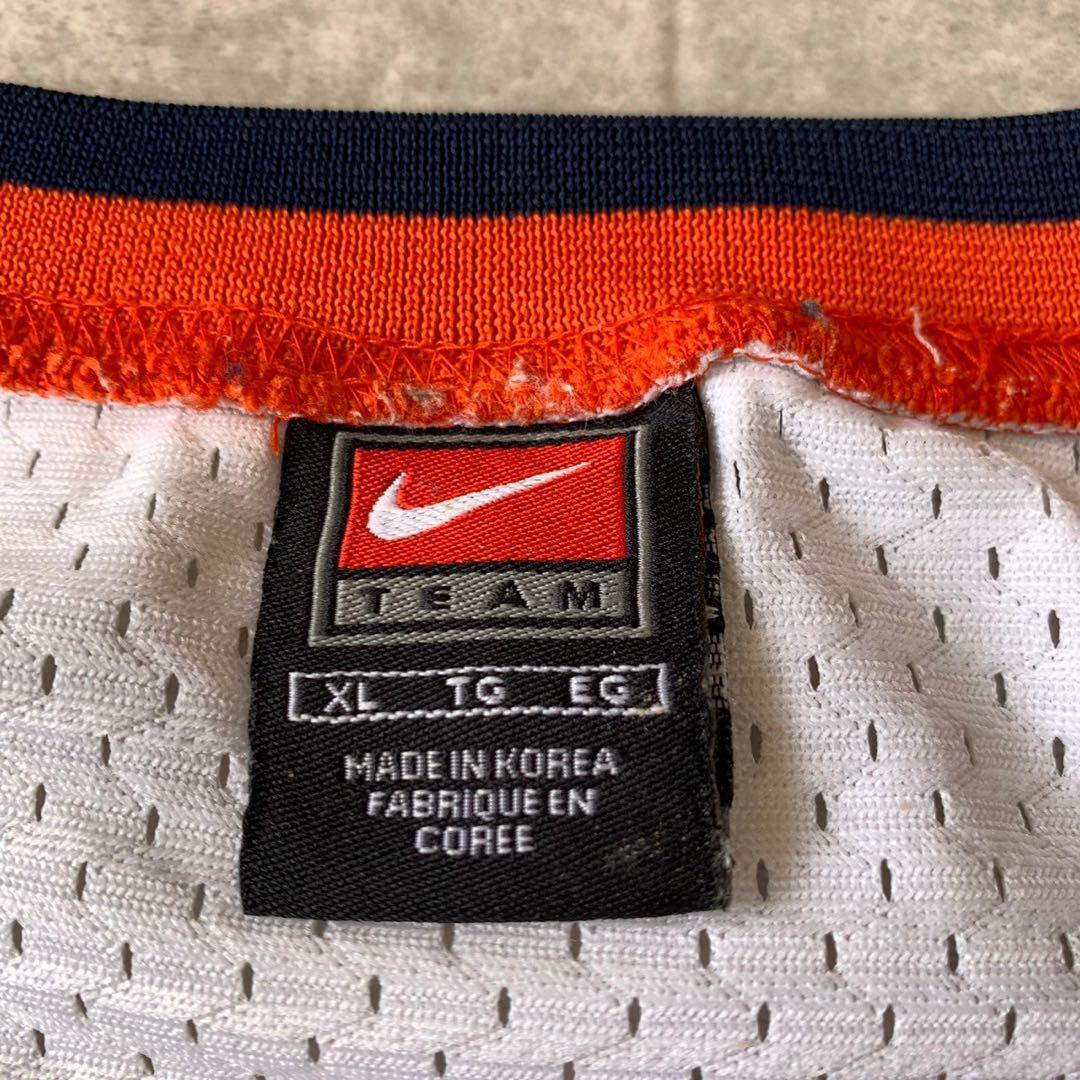 TEAM
XL TG EG
MADE IN KOREA
FABRIQUE EN
COREE